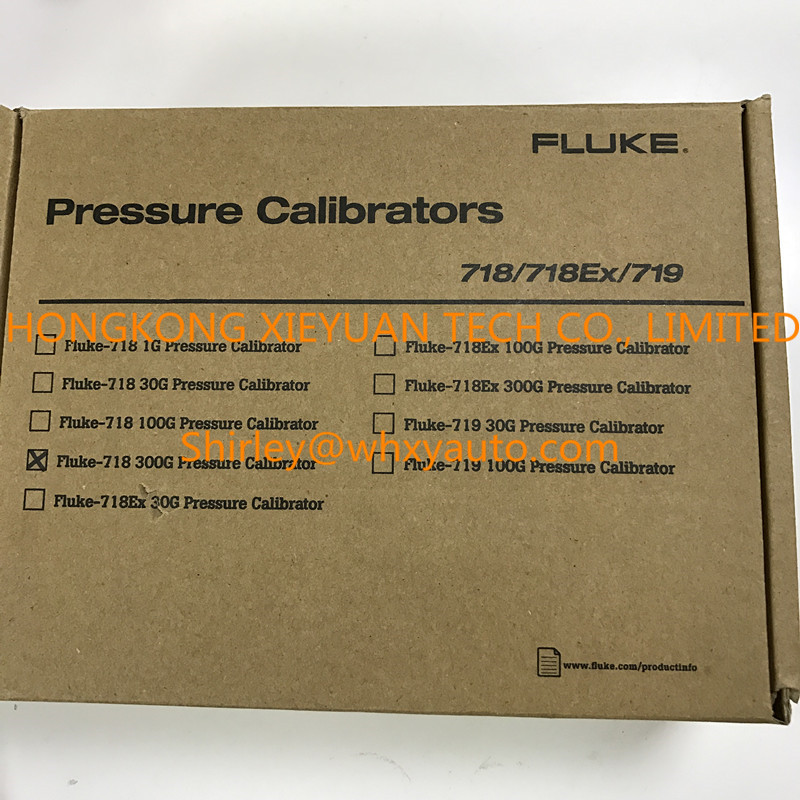 FLUKE®
Pressure Calibrators
718/718Ex/719
HONGKONG XIEYUAN TECH CO., LIMITED
Fluke-718 1G Pressure Calibrator
Fluke-718 30G Pressure Calibrator
Fluke-718 100G Pressure Calibrator
Fluke-718 300G Pressure Calibrator
Fluke-718Ex 30G Pressure Calibrator
Fluke-718Ex 100G Pressure Calibrator
Fluke-718Ex 300G Pressure Calibrator
Fluke-719 30G Pressure Calibrator
Fluke-719 100G Pressure Calibrator
Shirley@whxyauto.com
www.fluke.com/productinfo